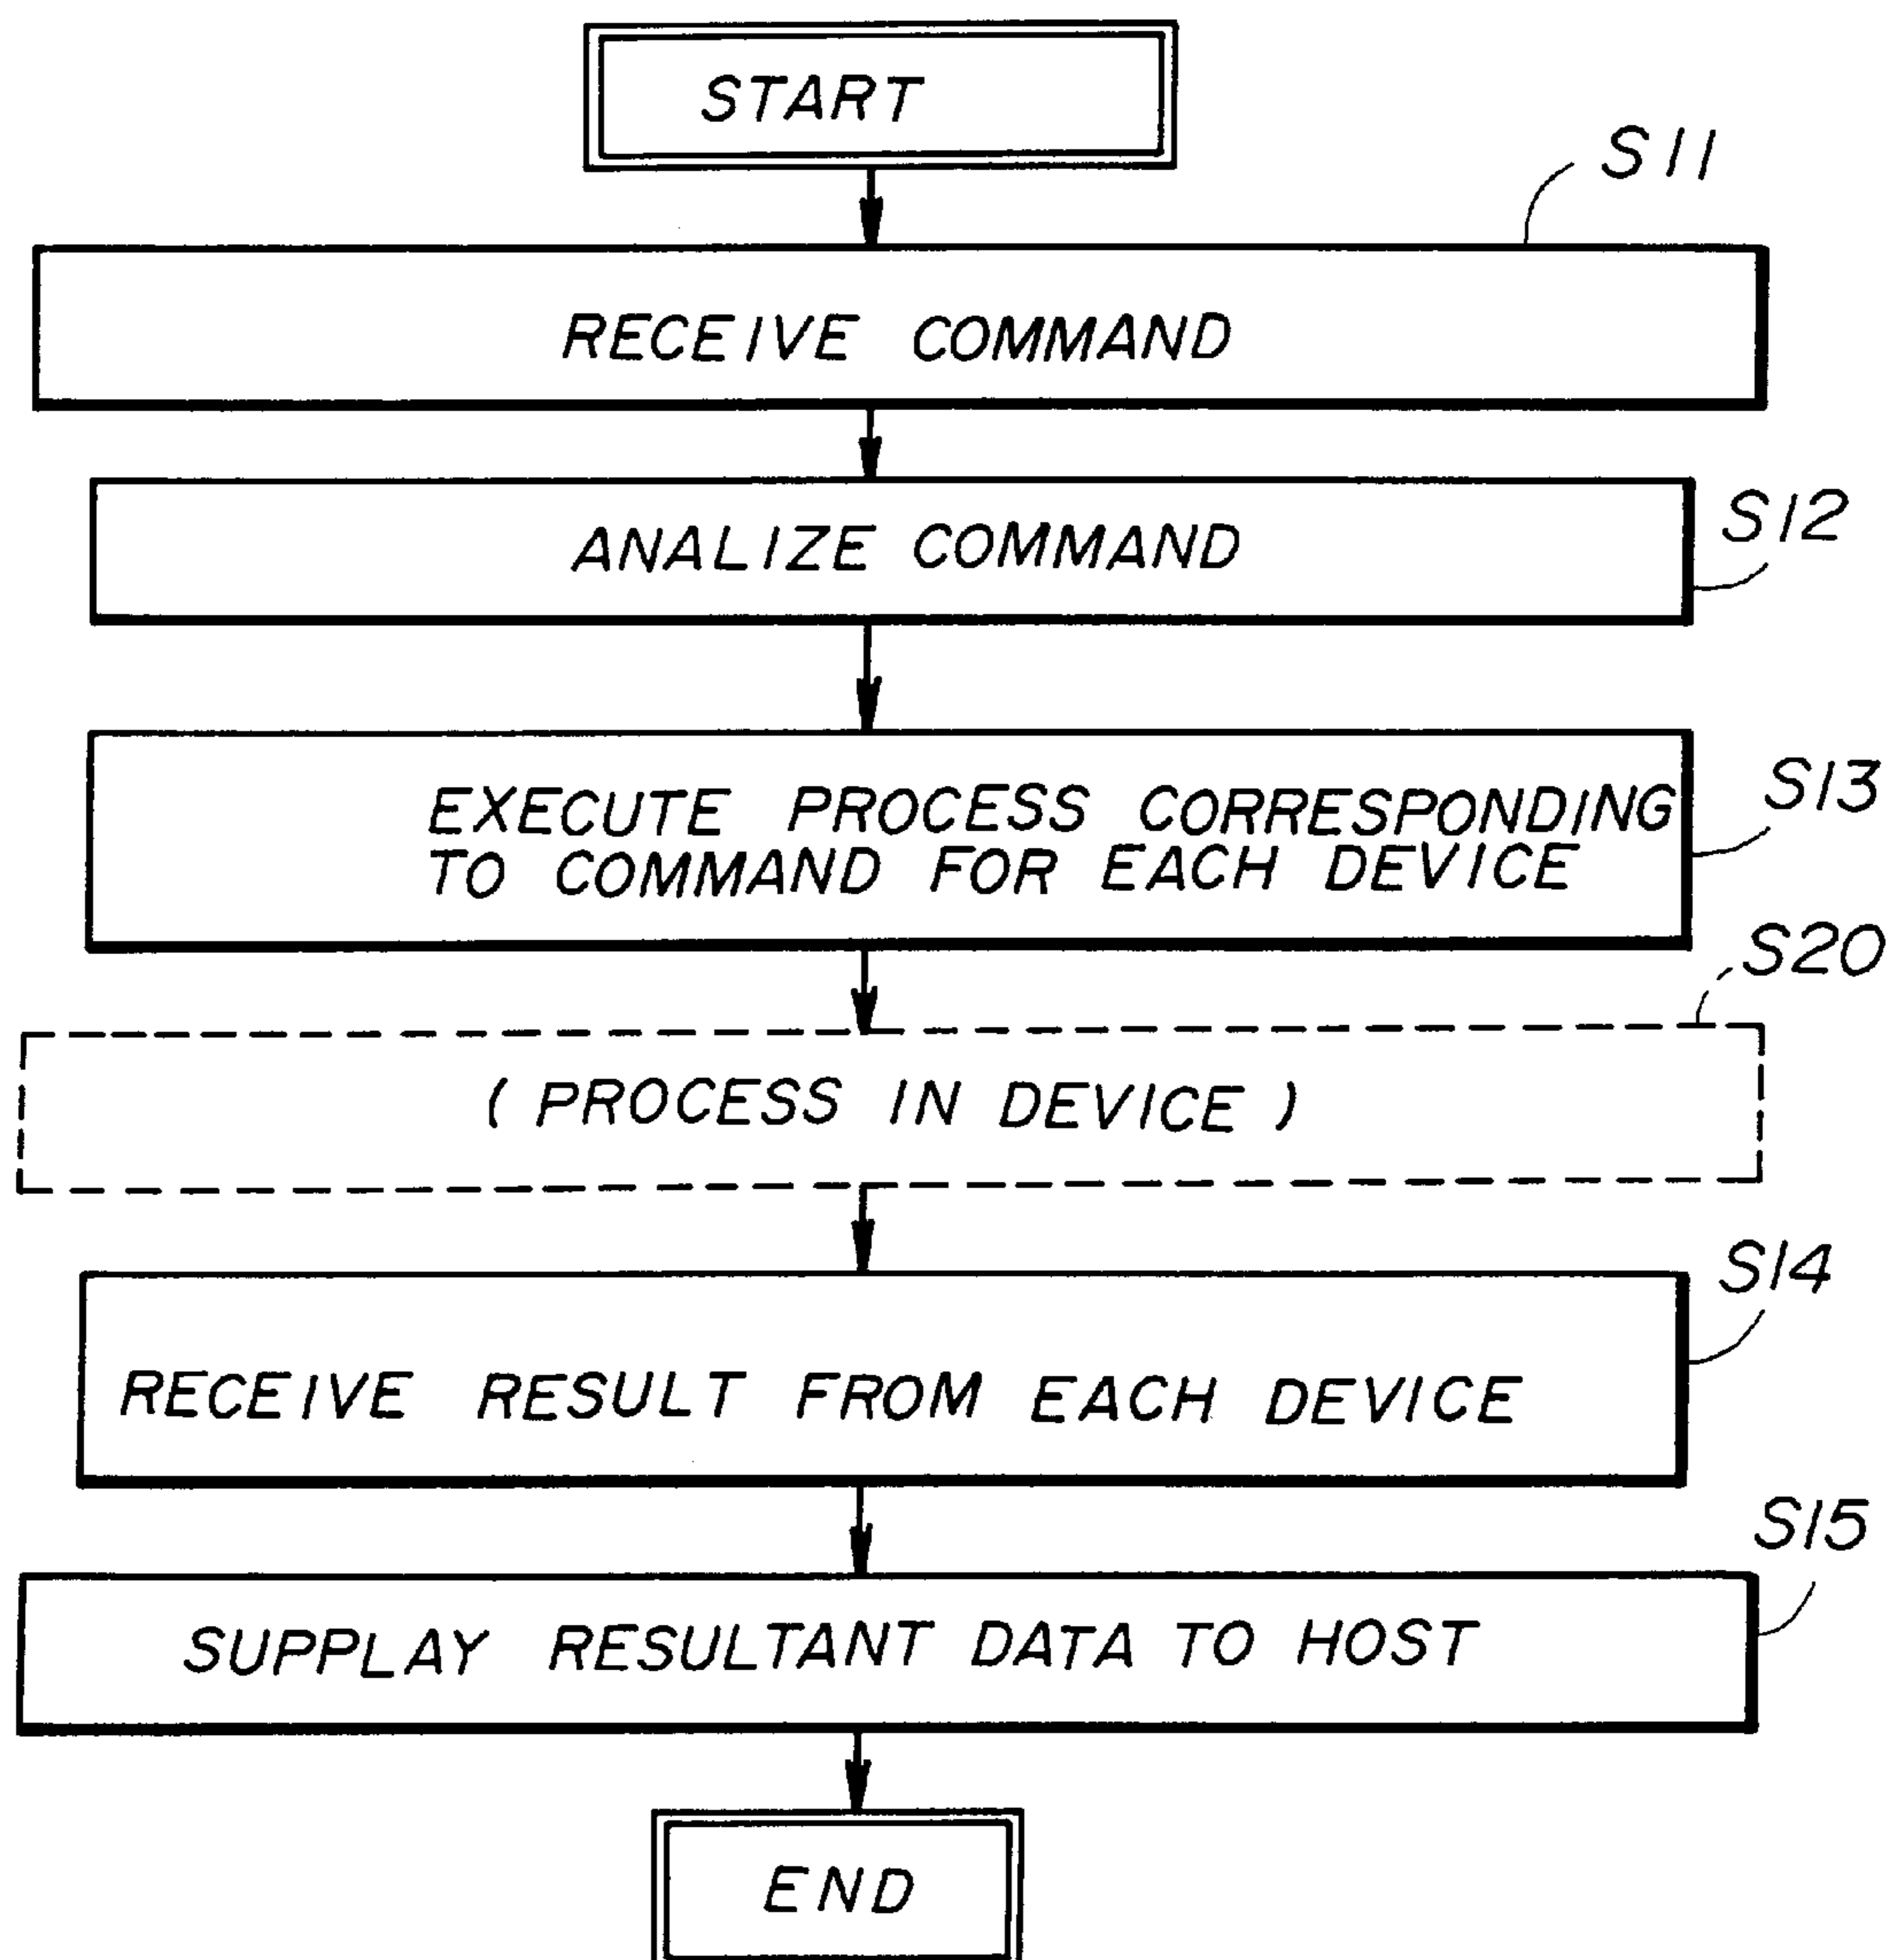 START
S11
RECEIVE COMMAND
S12
ANALIZE COMMAND
S13
EXECUTE PROCESS CORRESPONDING
TO COMMAND FOR EACH DEVICE
S20
( PROCESS IN DEVICE )
S14
RECEIVE RESULT FROM EACH DEVICE
S15
SUPPLAY RESULTANT DATA TO HOST
END